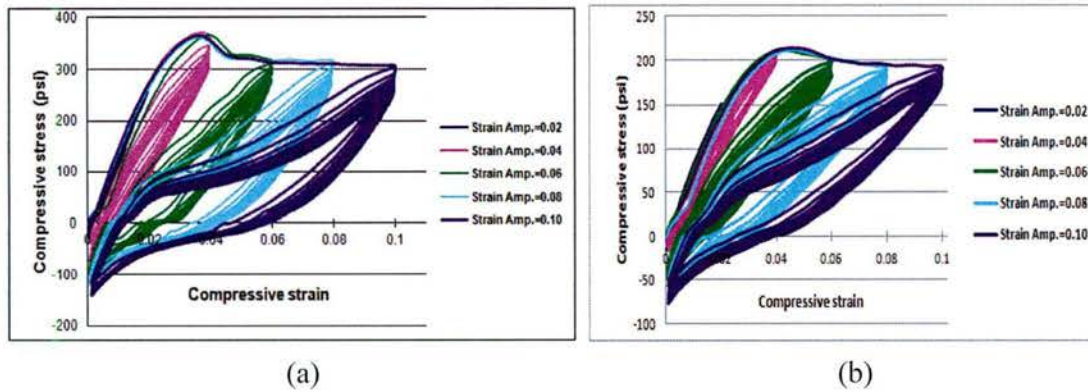 400
300
200
100
0
-100
-200
Compressive stress (psi)
0.02
0.04
0.06
0.08
0.1
Compressive strain
Strain Amp.=0.02
Strain Amp.=0.04
Strain Amp.=0.06
Strain Amp.=0.08
Strain Amp.=0.10
(a)
250
200
150
100
50
0
-50
-100
Compressive stress (psi)
0.04
0.06
0.08
0.1
Compressive strain
Strain Amp.=0.02
Strain Amp.=0.04
Strain Amp.=0.06
Strain Amp.=0.08
Strain Amp.=0.10
(b)